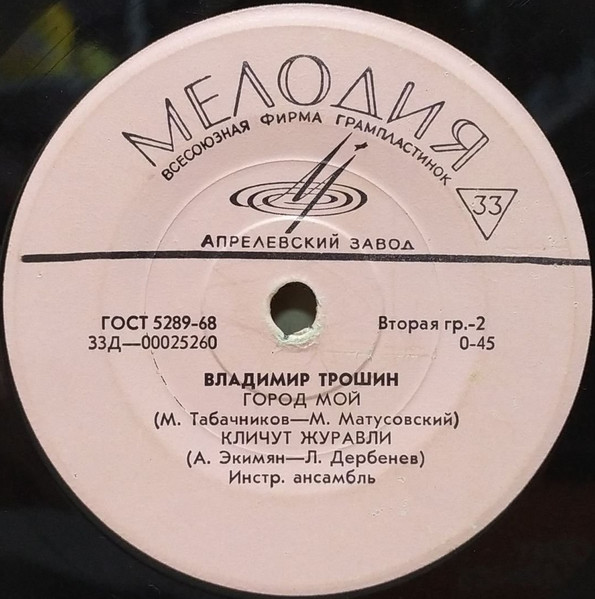 МЕЛОДИЯ
ВСЕСОЮЗНАЯ ФИРМА ГРАМПЛАСТИНОК
33
АПРЕЛЕВСКИЙ ЗАВОД
ГОСТ 5289-68
Вторая гр.-2
33Д—00025260
0-45
ВЛАДИМИР ТРОШИН
ГОРОД МОЙ
(М. Табачников—М. Матусовский)
КЛИЧУТ ЖУРАВЛИ
(А. Экимян—Л. Дербенев)
Инстр. ансамбль